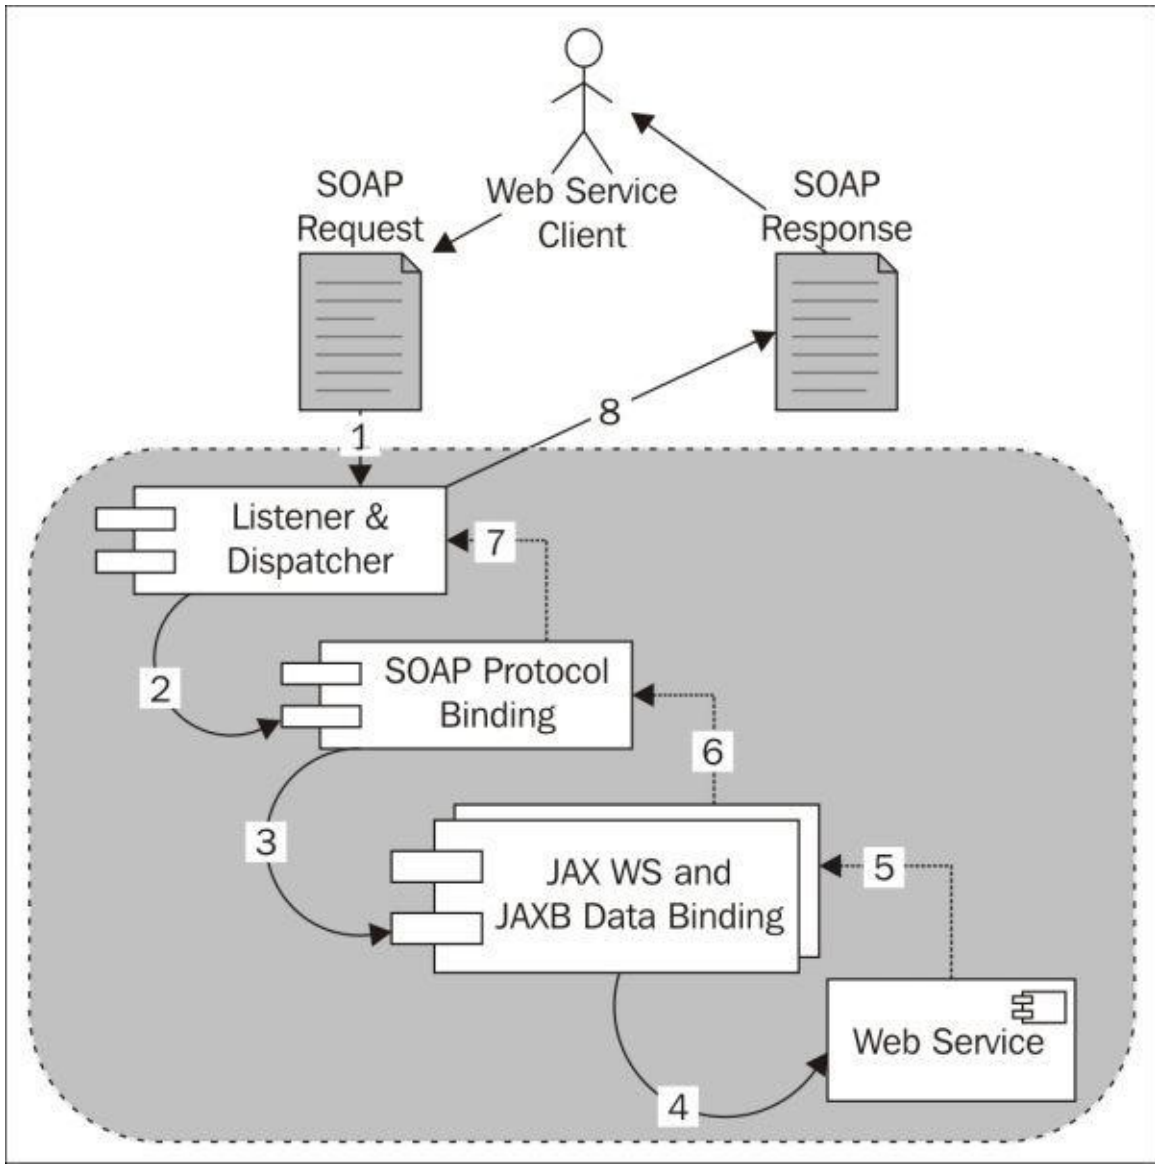 SOAP
Request
Web Service
Client
SOAP
Response
1
8
Listener &
Dispatcher
7
2
SOAP Protocol
Binding
6
3
JAX WS and
JAXB Data Binding
5
4
Web Service